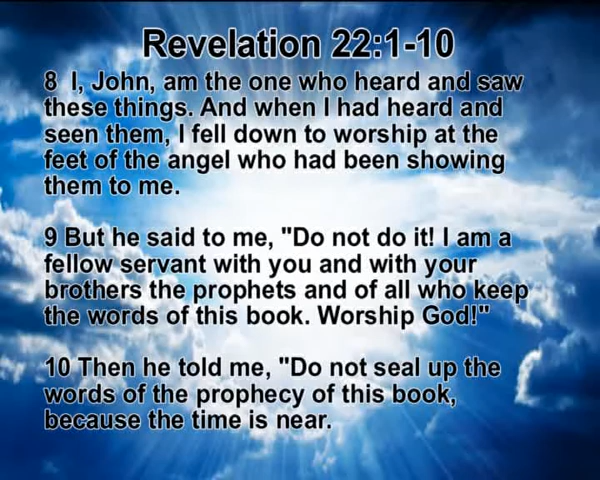 Revelation 22:1-10
8 I, John, am the one who heard and saw
these things. And when I had heard and
seen them, I fell down to worship at the
feet of the angel who had been showing
them to me.
9 But he said to me, "Do not do it! I am a
fellow servant with you and with your
brothers the prophets and of all who keep
the words of this book. Worship God!"
10 Then he told me, "Do not seal up the
words of the prophecy of this book,
because the time is near.